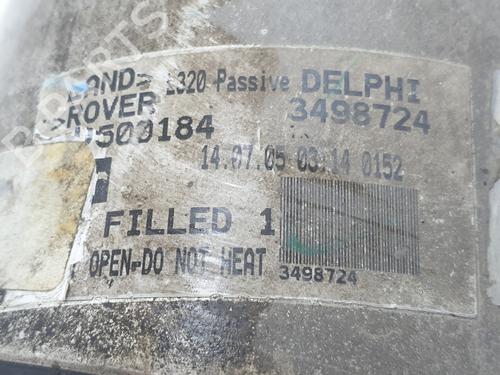 LAND> L320 Passive DELPHI
>ROVER 3498724
500184
14.07.05 03:14 0152
FILLED 1
OPEN-DO NOT HEAT
3498724